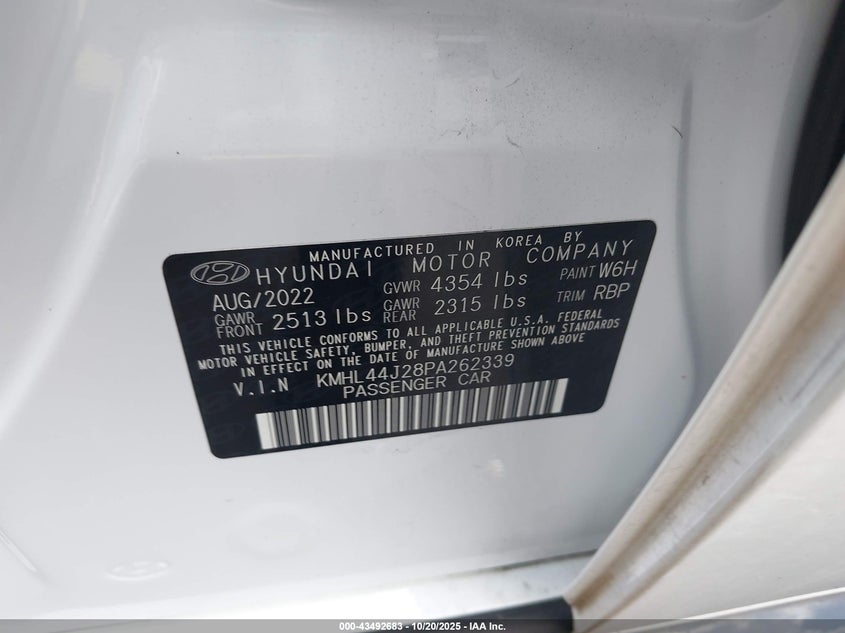 MANUFACTURED IN KOREA BY
HYUNDAI MOTOR COMPANY
AUG/2022 GVWR 4354 lbs PAINT W6H
GAWR FRONT 2513 lbs GAWR REAR 2315 lbs TRIM RBP
THIS VEHICLE CONFORMS TO ALL APPLICABLE U.S.A. FEDERAL
MOTOR VEHICLE SAFETY, BUMPER, AND THEFT PREVENTION STANDARDS
IN EFFECT ON THE DATE OF MANUFACTURE SHOWN ABOVE
V.I.N KMHL44J28PA262339
PASSENGER CAR
000-43492683 - 10/20/2025 - IAA Inc.